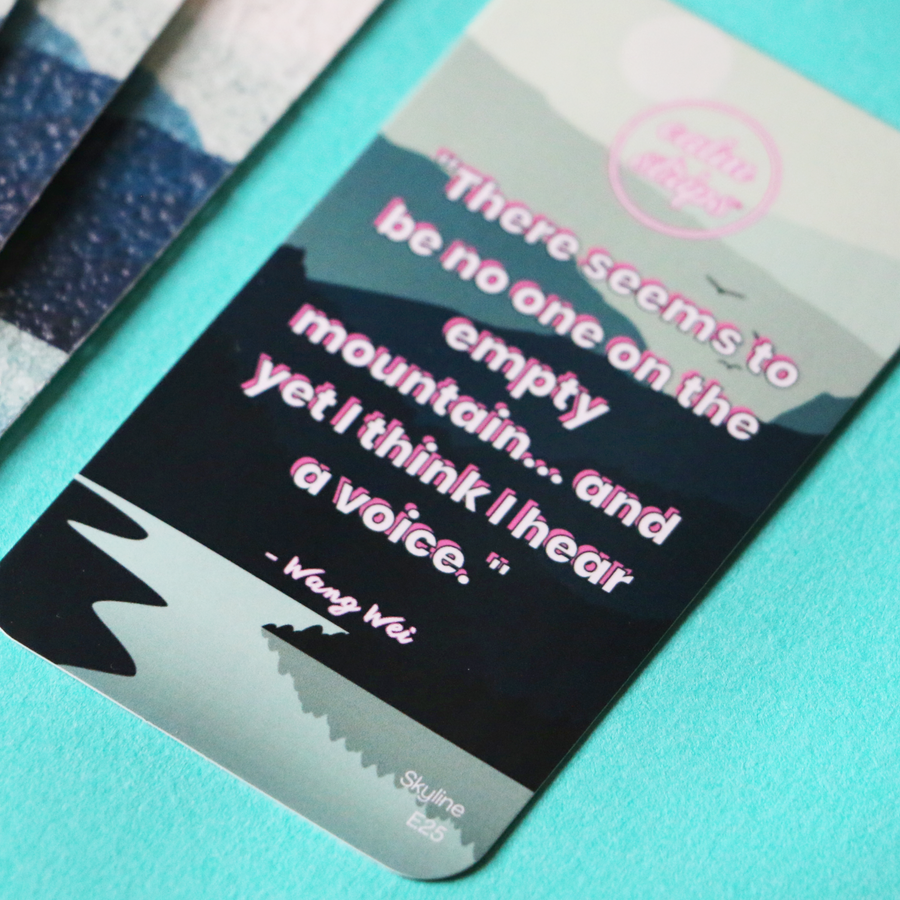 calm
strips
"There seems to
be no one on the
empty
mountain... and
yet I think I hear
a voice. "
- Wang Wei
Skyline
E25